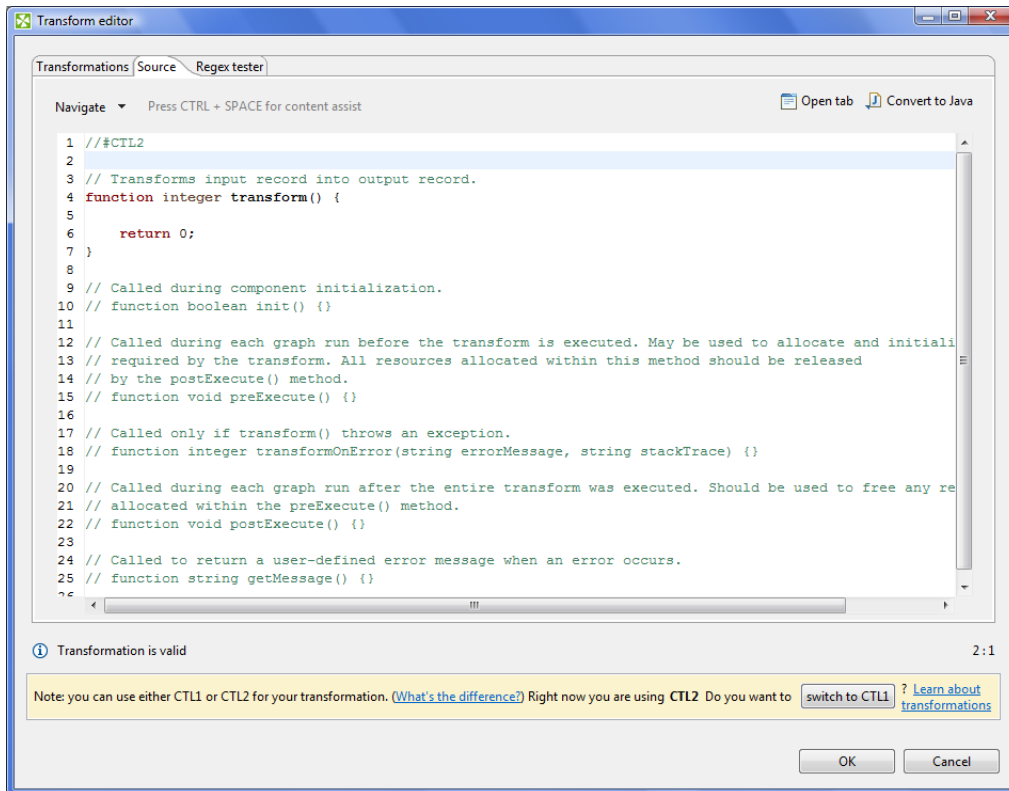 Transform editor
Transformations Source Regex tester
Navigate Press CTRL + SPACE for content assist Open tab Convert to Java
1 //#CTL2
2
3 // Transforms input record into output record.
4 function integer transform() {
5
6 return 0;
7 }
8
9 // Called during component initialization.
10 // function boolean init() {}
11
12 // Called during each graph run before the transform is executed. May be used to allocate and initiali
13 // required by the transform. All resources allocated within this method should be released
14 // by the postExecute() method.
15 // function void preExecute() {}
16
17 // Called only if transform() throws an exception.
18 // function integer transformOnError(string errorMessage, string stackTrace) {}
19
20 // Called during each graph run after the entire transform was executed. Should be used to free any re
21 // allocated within the preExecute() method.
22 // function void postExecute() {}
23
24 // Called to return a user-defined error message when an error occurs.
25 // function string getMessage() {}
26
Transformation is valid 2:1
Note: you can use either CTL1 or CTL2 for your transformation. (What's the difference?) Right now you are using CTL2 Do you want to switch to CTL1 ? Learn about
transformations
OK Cancel